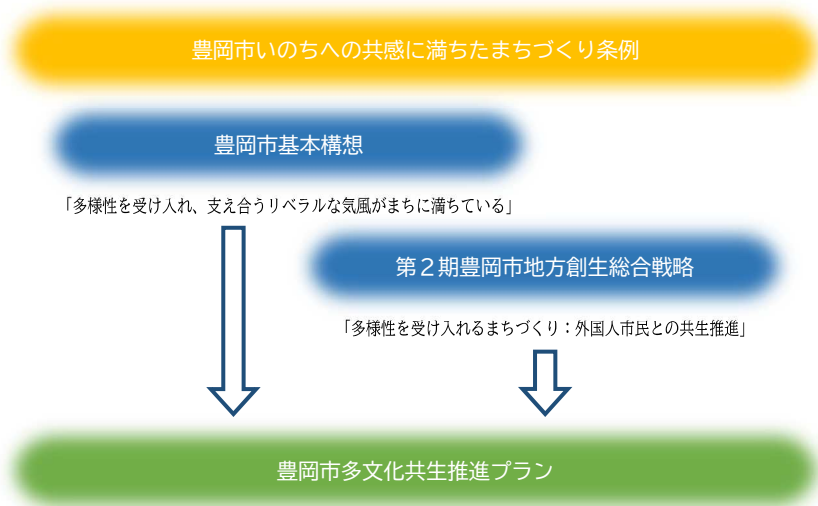 豊岡市いのちへの共感に満ちたまちづくり条例
豊岡市基本構想
「多様性を受け入れ、支え合うリベラルな気風がまちに満ちている」
第２期豊岡市地方創生総合戦略
「多様性を受け入れるまちづくり：外国人市民との共生推進」
豊岡市多文化共生推進プラン